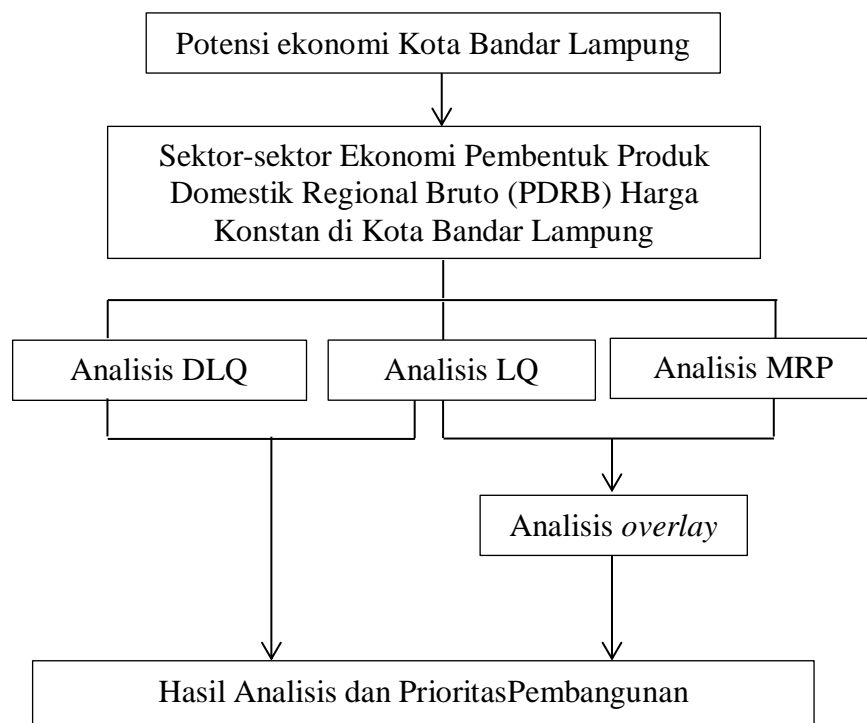 Potensi ekonomi Kota Bandar Lampung
Sektor-sektor Ekonomi Pembentuk Produk
Domestik Regional Bruto (PDRB) Harga
Konstan di Kota Bandar Lampung
Analisis DLQ
Analisis LQ
Analisis MRP
Analisis overlay
Hasil Analisis dan PrioritasPembangunan